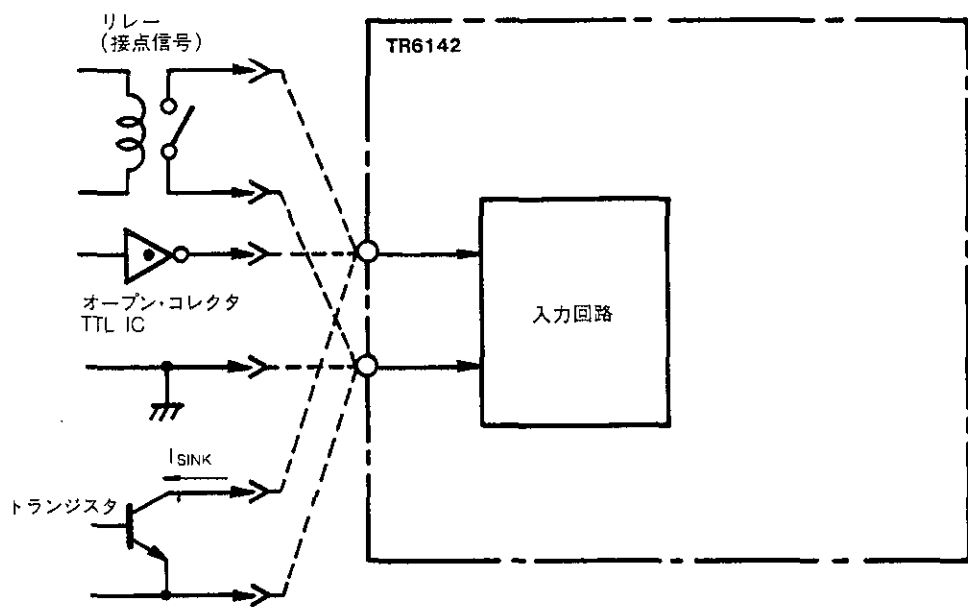 リレー
(接点信号)
TR6142
オープン・コレクタ
TTL IC
入力回路
ISINK
トランジスタ